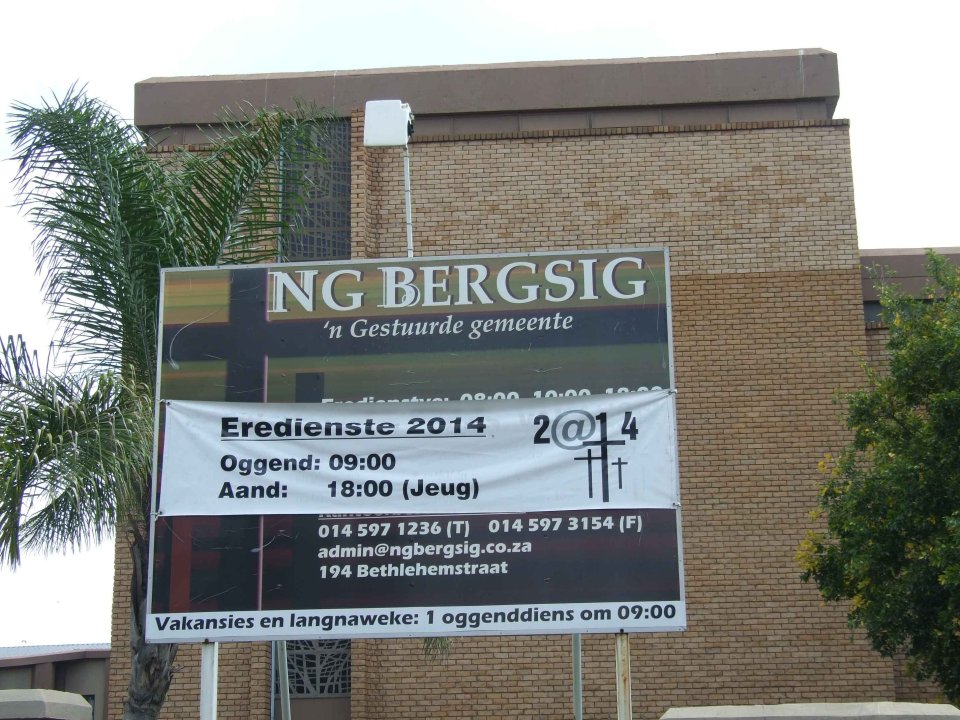 NG BERGSIG
'n Gestuurde gemeente
Eredienste 2014
2@14
Oggend: 09:00
Aand: 18:00 (Jeug)
014 597 1236 (T) 014 597 3154 (F)
admin@ngbergsig.co.za
194 Bethlehemstraat
Vakansies en langnaweke: 1 oggenddiens om 09:00